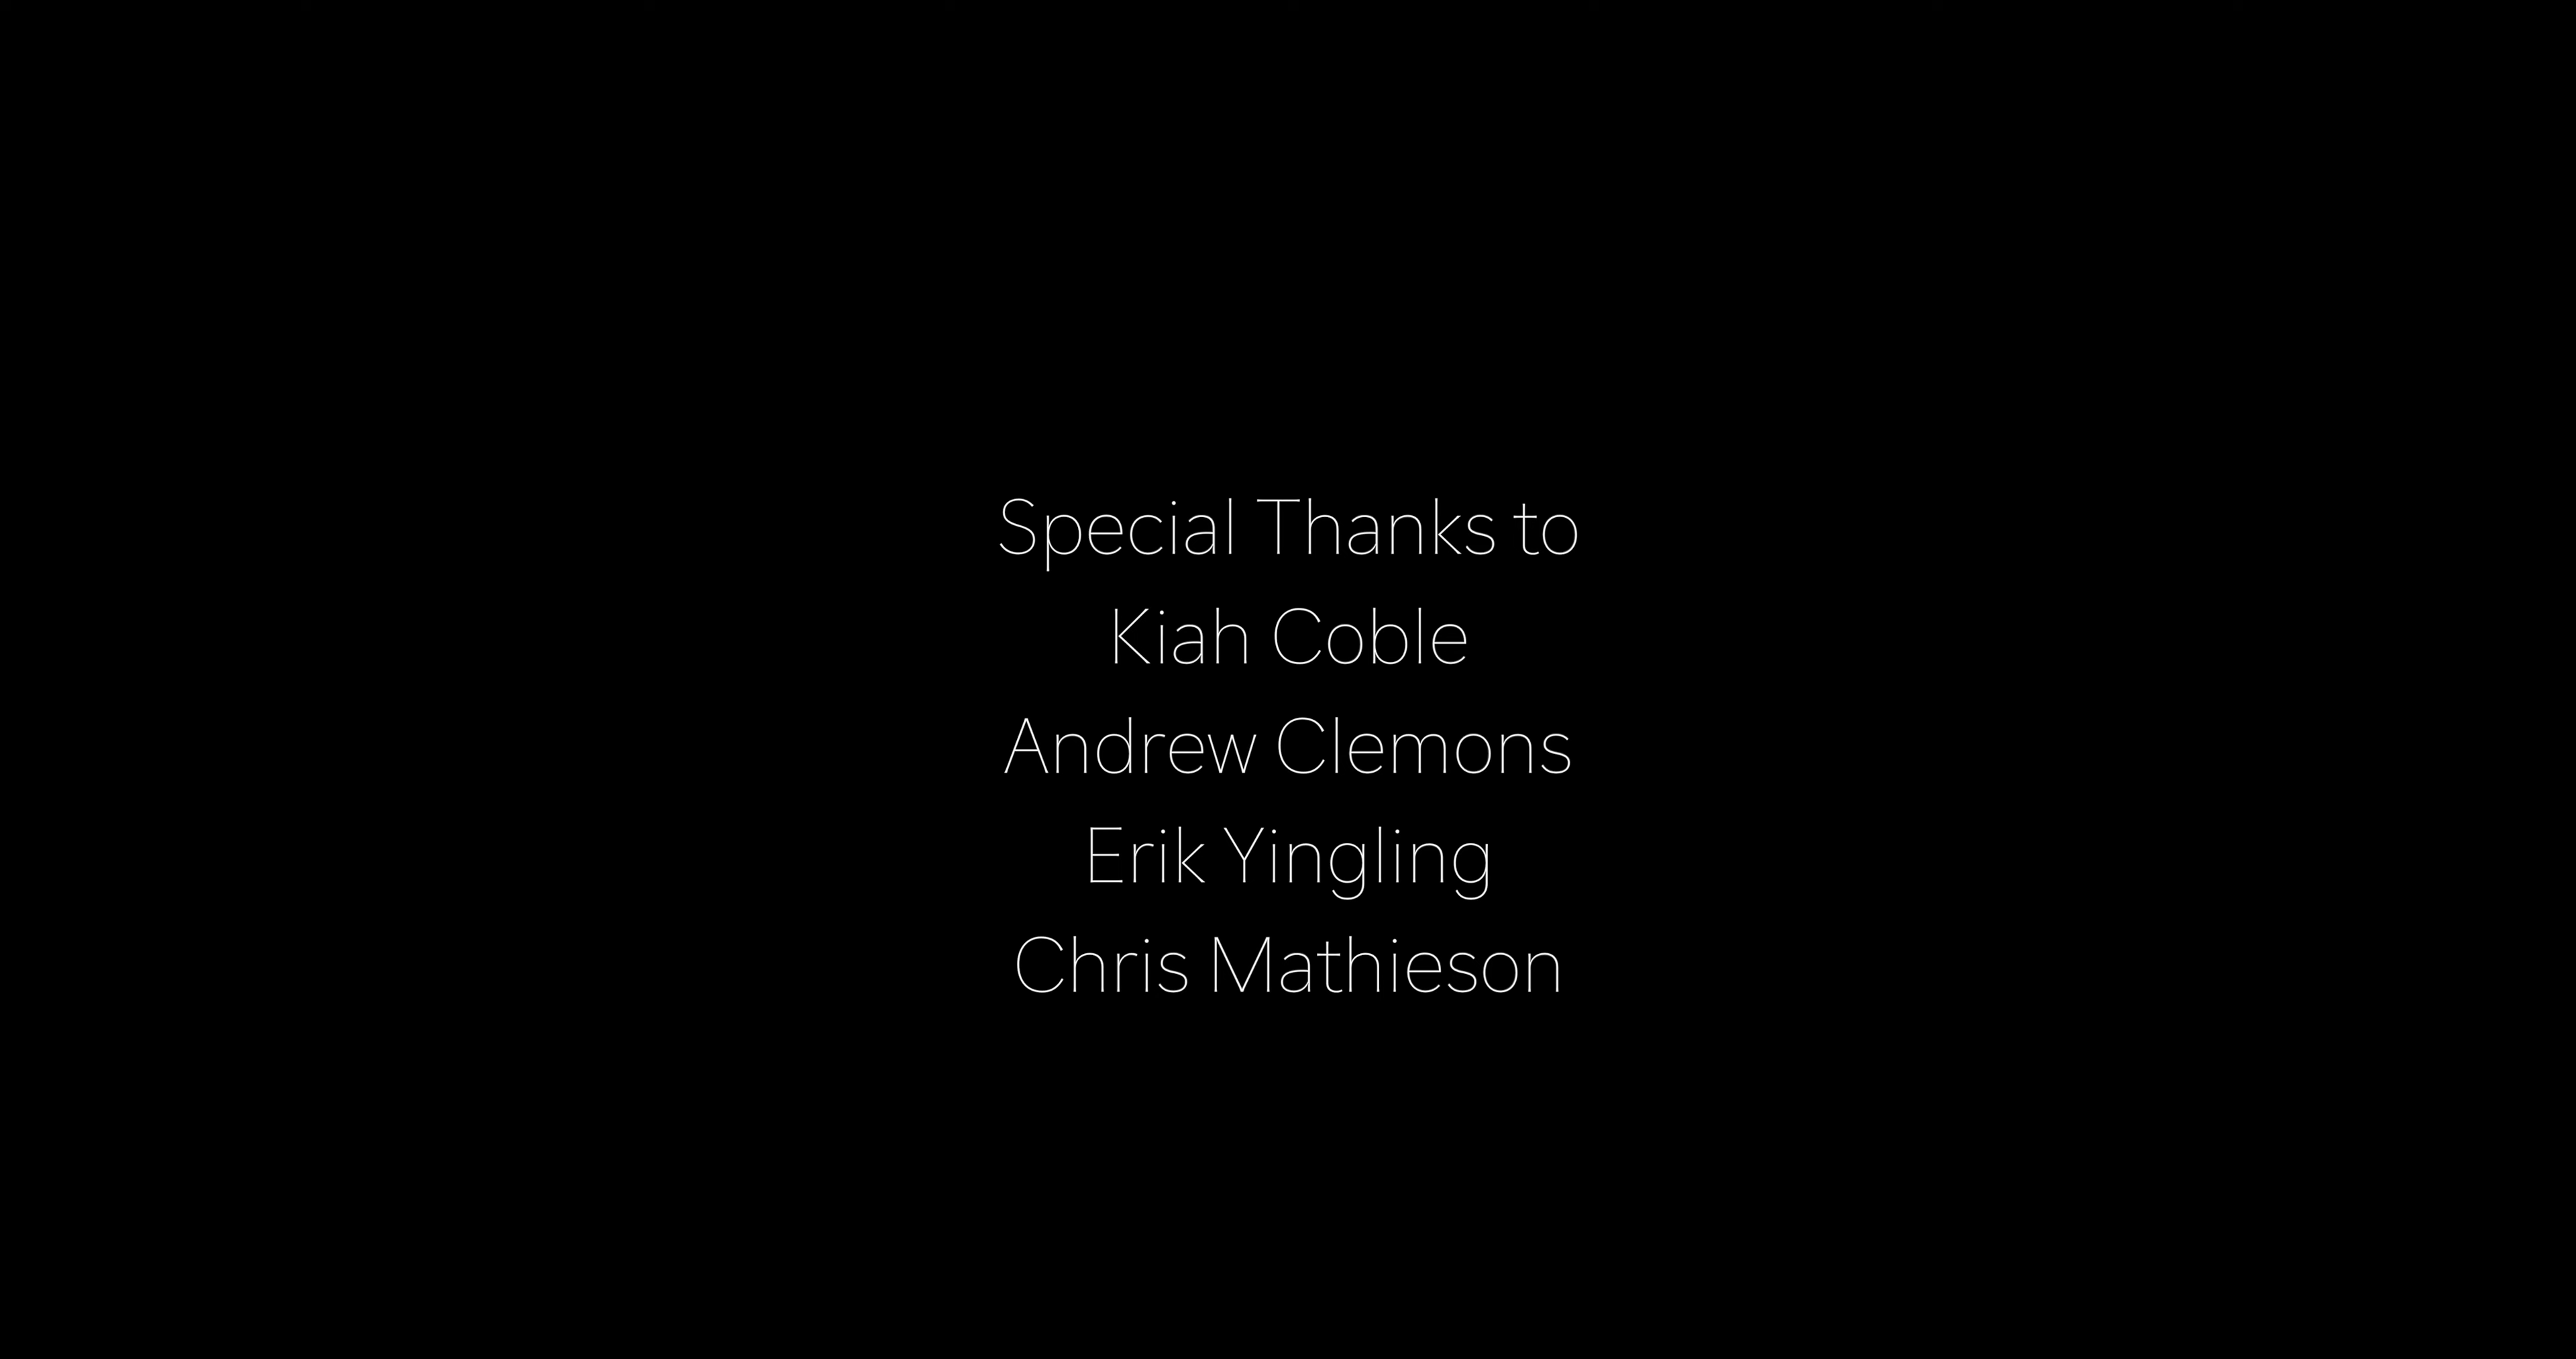 Special Thanks to
Kiah Coble
Andrew Clemons
Erik Yingling
Chris Mathieson